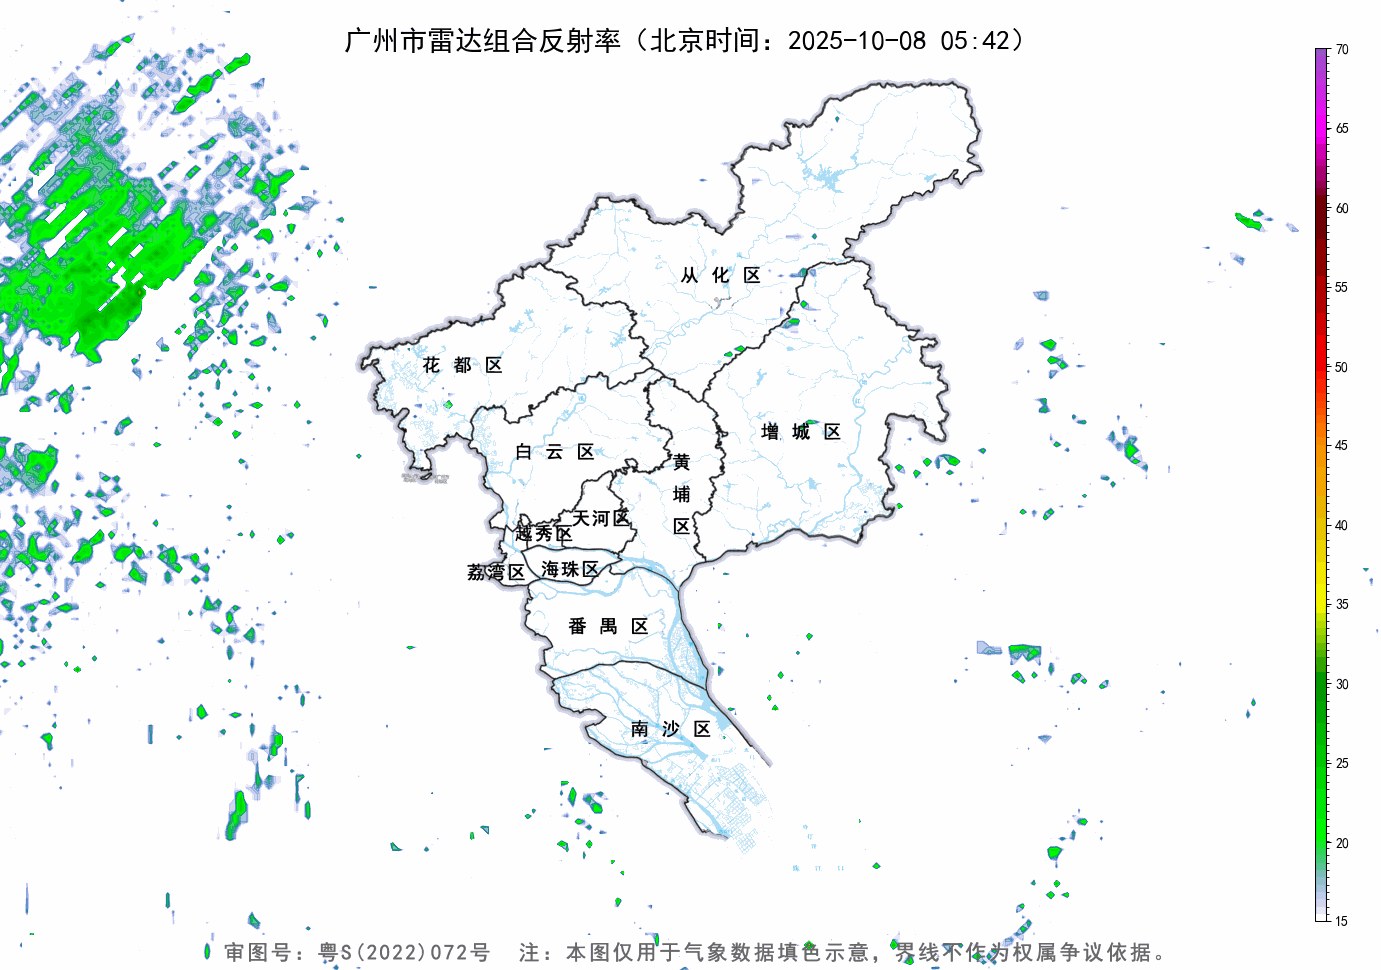 广州市雷达组合反射率（北京时间：2025-10-08 05:42）
70
65
60
55
50
45
40
35
30
25
20
15
从化区
花都区
增城区
白云区
黄埔区
天河区
越秀区
海珠区
荔湾区
番禺区
南沙区
审图号：粤S(2022)072号 注：本图仅用于气象数据填色示意，界线不作为权属争议依据。